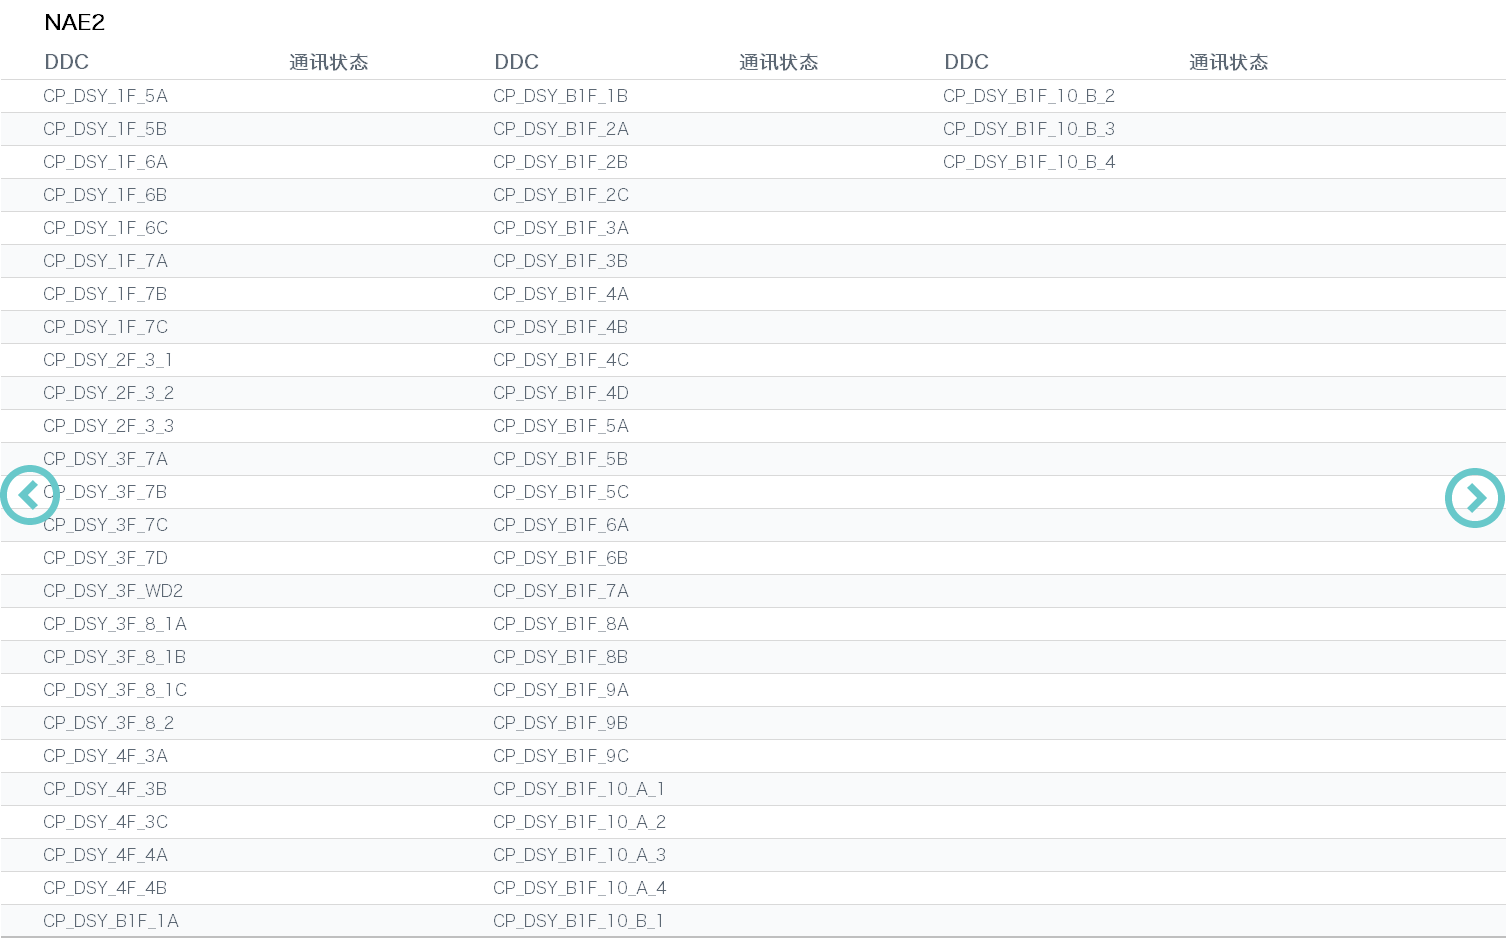 NAE2
DDC 通讯状态 DDC 通讯状态 DDC 通讯状态
CP_DSY_1F_5A CP_DSY_B1F_1B CP_DSY_B1F_10_B_2
CP_DSY_1F_5B CP_DSY_B1F_2A CP_DSY_B1F_10_B_3
CP_DSY_1F_6A CP_DSY_B1F_2B CP_DSY_B1F_10_B_4
CP_DSY_1F_6B CP_DSY_B1F_2C
CP_DSY_1F_6C CP_DSY_B1F_3A
CP_DSY_1F_7A CP_DSY_B1F_3B
CP_DSY_1F_7B CP_DSY_B1F_4A
CP_DSY_1F_7C CP_DSY_B1F_4B
CP_DSY_2F_3_1 CP_DSY_B1F_4C
CP_DSY_2F_3_2 CP_DSY_B1F_4D
CP_DSY_2F_3_3 CP_DSY_B1F_5A
CP_DSY_3F_7A CP_DSY_B1F_5B
CP_DSY_3F_7B CP_DSY_B1F_5C
CP_DSY_3F_7C CP_DSY_B1F_6A
CP_DSY_3F_7D CP_DSY_B1F_6B
CP_DSY_3F_WD2 CP_DSY_B1F_7A
CP_DSY_3F_8_1A CP_DSY_B1F_8A
CP_DSY_3F_8_1B CP_DSY_B1F_8B
CP_DSY_3F_8_1C CP_DSY_B1F_9A
CP_DSY_3F_8_2 CP_DSY_B1F_9B
CP_DSY_4F_3A CP_DSY_B1F_9C
CP_DSY_4F_3B CP_DSY_B1F_10_A_1
CP_DSY_4F_3C CP_DSY_B1F_10_A_2
CP_DSY_4F_4A CP_DSY_B1F_10_A_3
CP_DSY_4F_4B CP_DSY_B1F_10_A_4
CP_DSY_B1F_1A CP_DSY_B1F_10_B_1